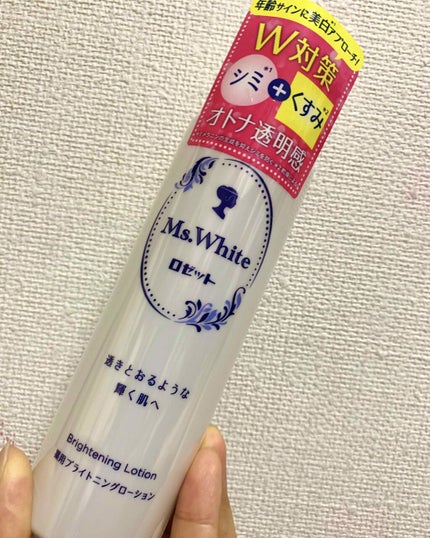 年齢サインに美白アプローチ!
W対策
シミ※1+くすみ※2
オトナ透明感
Ms.White
ロゼット
透きとおるような
輝く肌へ
Brightening Lotion
薬用ブライトニングローション